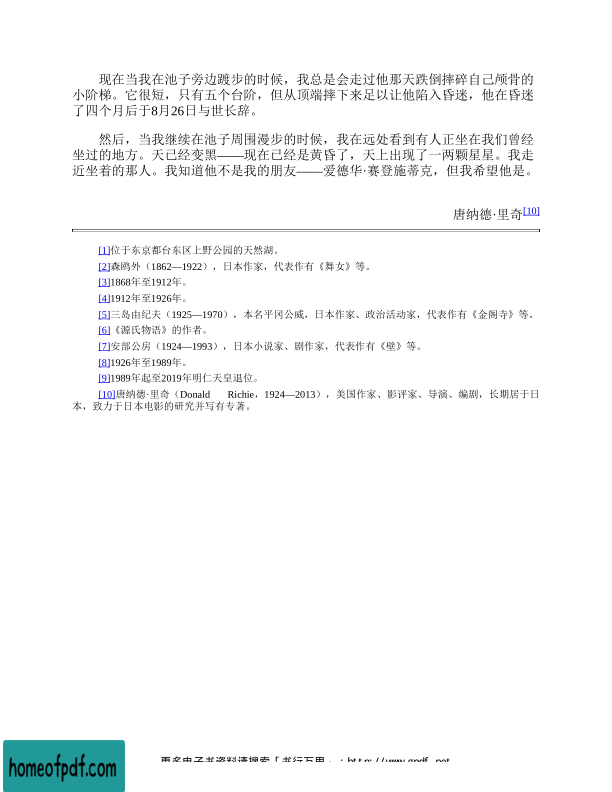 现在当我在池子旁边踱步的时候，我总是会走过他那天跌倒摔碎自己颅骨的
小阶梯。它很短，只有五个台阶，但从顶端摔下来足以让他陷入昏迷，他在昏迷
了四个月后于8月26日与世长辞。
然后，当我继续在池子周围漫步的时候，我在远处看到有人正坐在我们曾经
坐过的地方。天已经变黑——现在已经是黄昏了，天上出现了一两颗星星。我走
近坐着的那人。我知道他不是我的朋友——爱德华·赛登施蒂克，但我希望他是。
唐纳德·里奇[10]
[1]位于东京都台东区上野公园的天然湖。
[2]森鸥外（1862—1922），日本作家，代表作有《舞女》等。
[3]1868年至1912年。
[4]1912年至1926年。
[5]三岛由纪夫（1925—1970），本名平冈公威，日本作家、政治活动家，代表作有《金阁寺》等。
[6]《源氏物语》的作者。
[7]安部公房（1924—1993），日本小说家、剧作家，代表作有《壁》等。
[8]1926年至1989年。
[9]1989年起至2019年明仁天皇退位。
[10]唐纳德·里奇（Donald Richie，1924—2013），美国作家、影评家、导演、编剧，长期居于日
本，致力于日本电影的研究并写有专著。
更多电子书资料请搜索「书行万里」：
homeofpdf.com